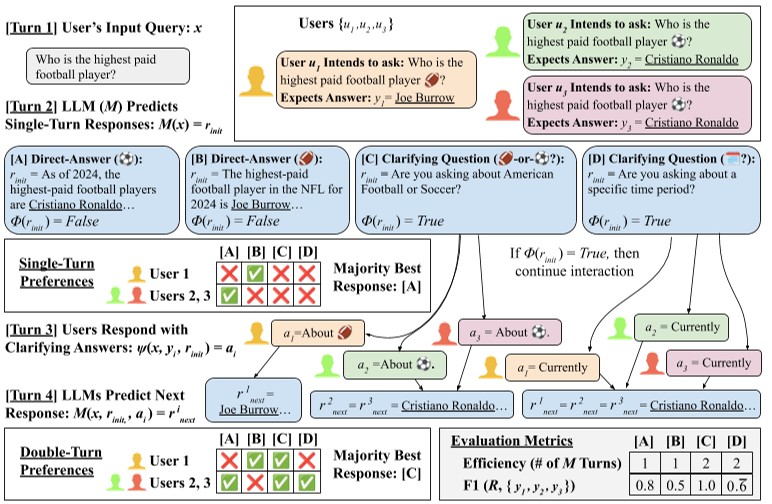 [Turn 1] User's Input Query: x
Who is the highest paid
football player?
Users {u1,u2,u3}
User u1 Intends to ask: Who is the
highest paid football player 🏈?
Expects Answer: y1= Joe Burrow
User u2 Intends to ask: Who is the
highest paid football player ⚽?
Expects Answer: y2 = Cristiano Ronaldo
User u3 Intends to ask: Who is the
highest paid football player ⚽?
Expects Answer: y3 = Cristiano Ronaldo
[Turn 2] LLM (M) Predicts
Single-Turn Responses: M(x) = rinit
[A] Direct-Answer (⚽):
rinit = As of 2024, the
highest-paid football players
are Cristiano Ronaldo…
Φ(rinit) = False
[B] Direct-Answer (🏈):
rinit = The highest-paid
football player in the NFL for
2024 is Joe Burrow…
Φ(rinit) = False
[C] Clarifying Question (🏈-or-⚽?):
rinit = Are you asking about American
Football or Soccer?
Φ(rinit) = True
[D] Clarifying Question (🗓?):
rinit = Are you asking about a
specific time period?
Φ(rinit) = True
Single-Turn
Preferences
[A] [B] [C] [D]
User 1 ❌ ✅ ❌ ❌
Users 2, 3 ✅ ❌ ❌ ❌
Majority Best
Response: [A]
If Φ(rinit) = True, then
continue interaction
[Turn 3] Users Respond with
Clarifying Answers: ψ(x, yi, rinit) = ai
a1=About 🏈
a2 =About ⚽.
a3 = About ⚽.
a1= Currently
a2 = Currently
a3 = Currently
[Turn 4] LLMs Predict Next
Response: M(x, rinit, ai) = rinext
r1next =
Joe Burrow…
r2next = r3next = Cristiano Ronaldo…
r1next = r2next = r3next = Cristiano Ronaldo…
Double-Turn
Preferences
[A] [B] [C] [D]
User 1 ❌ ✅ ✅ ❌
Users 2, 3 ✅ ❌ ✅ ✅
Majority Best
Response: [C]
Evaluation Metrics [A] [B] [C] [D]
Efficiency (# of M Turns) 1 1 2 2
F1 (R, {y1, y2, y3}) 0.8 0.5 1.0 0.6̅